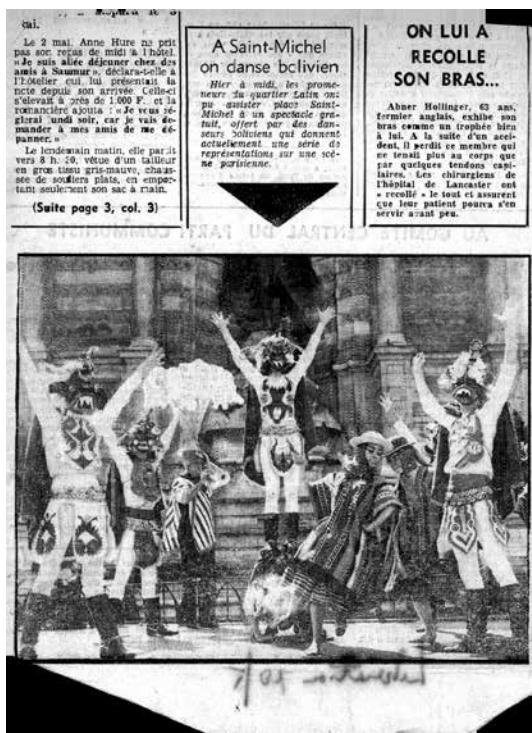 cai.
Le 2 mai, Anne Hure ne prit
pas son repas de midi à l'hôtel.
« Je suis allée déjeuner chez des
amis à Saumur », déclara-t-elle à
l'hôtelier qui lui présentait la
note depuis son arrivée. Celle-ci
s'élevait à près de 1.000 F. et la
romancière ajouta : « Je vous ré-
glerai lundi soir, car je vais de-
mander à mes amis de me dé-
panner. »
Le lendemain matin, elle partit
vers 8 h. 30, vêtue d'un tailleur
en gros tissu gris-mauve, chaus-
sée de souliers plats, en empor-
tant seulement son sac à main.
(Suite page 3, col. 3)
A Saint-Michel
on danse bolivien
Hier à midi, les prome-
neurs du quartier Latin ont
pu assister place Saint-
Michel à un spectacle gra-
tuit, offert par des dan-
seurs boliviens qui donnent
actuellement une série de
représentations sur une scè-
ne parisienne.
ON LUI A
RECOLLE
SON BRAS...
Abner Hollinger, 63 ans,
fermier anglais, exhibe son
bras comme un trophée bien
à lui. A la suite d'un acci-
dent, il perdit ce membre qui
ne tenait plus au corps que
par quelques tendons capil-
laires. Les chirurgiens de
l'hôpital de Lancaster ont
« recollé » le tout et assurent
que leur patient pourra s'en
servir avant peu.
AU COMITÉ CENTRAL DU PARTI COMMUNISTE